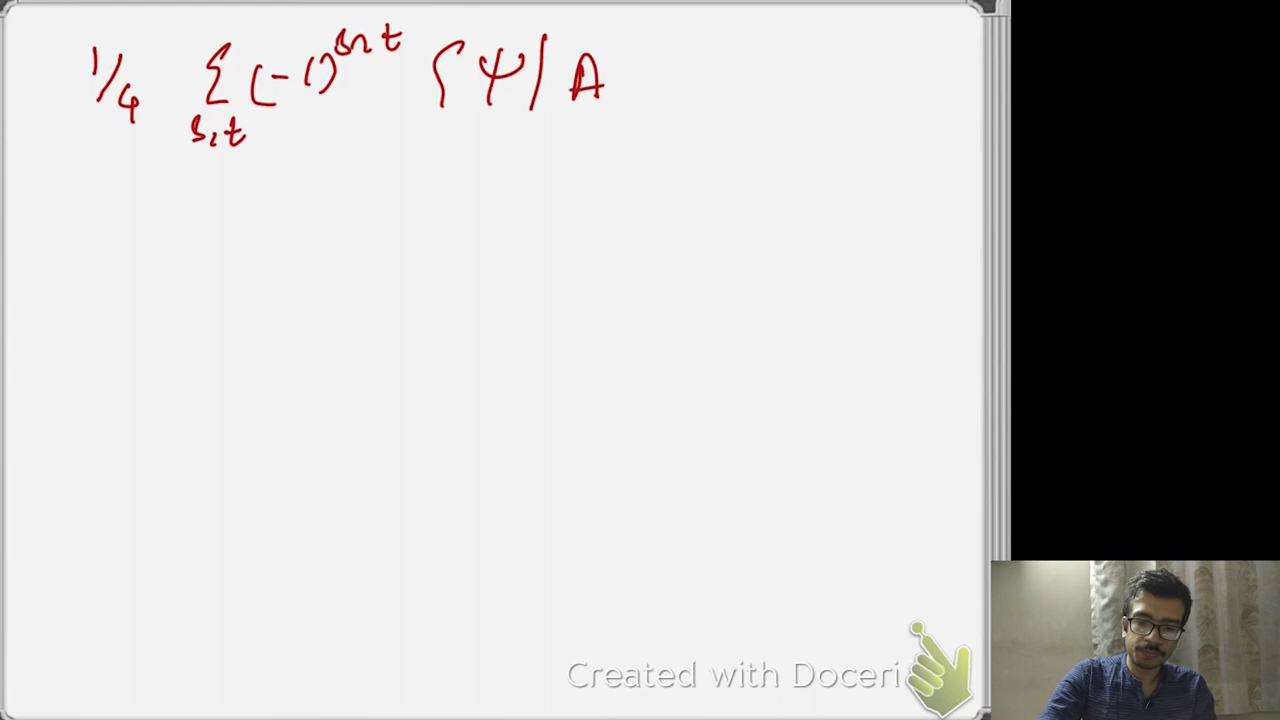 1/4 Σ (-1)^{s∧t} ⟨ψ| A
s,t
Created with Doceri